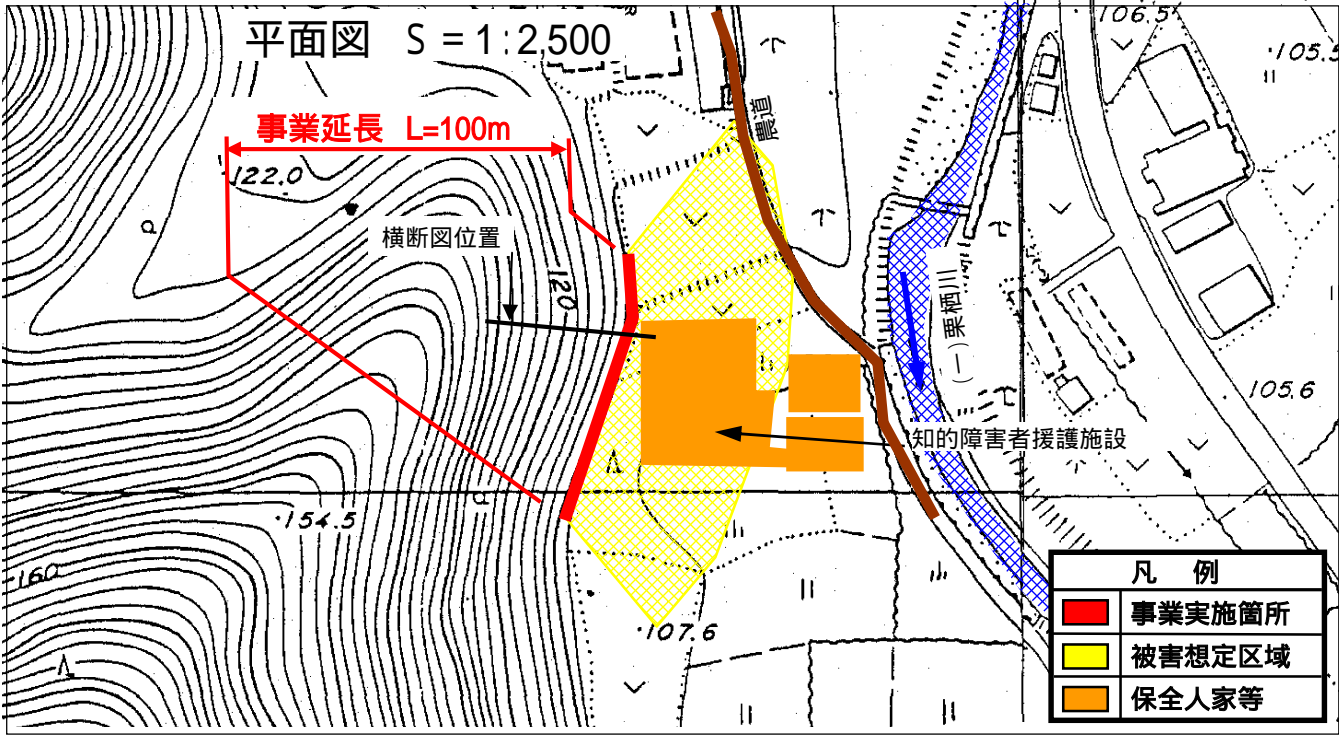 平面図 S = 1:2,500
106.5
105.5
事業延長 L=100m
農道
122.0
横断図位置
120
(一)栗栖川
105.6
知的障害者援護施設
154.5
160
107.6
凡 例
事業実施箇所
被害想定区域
保全人家等